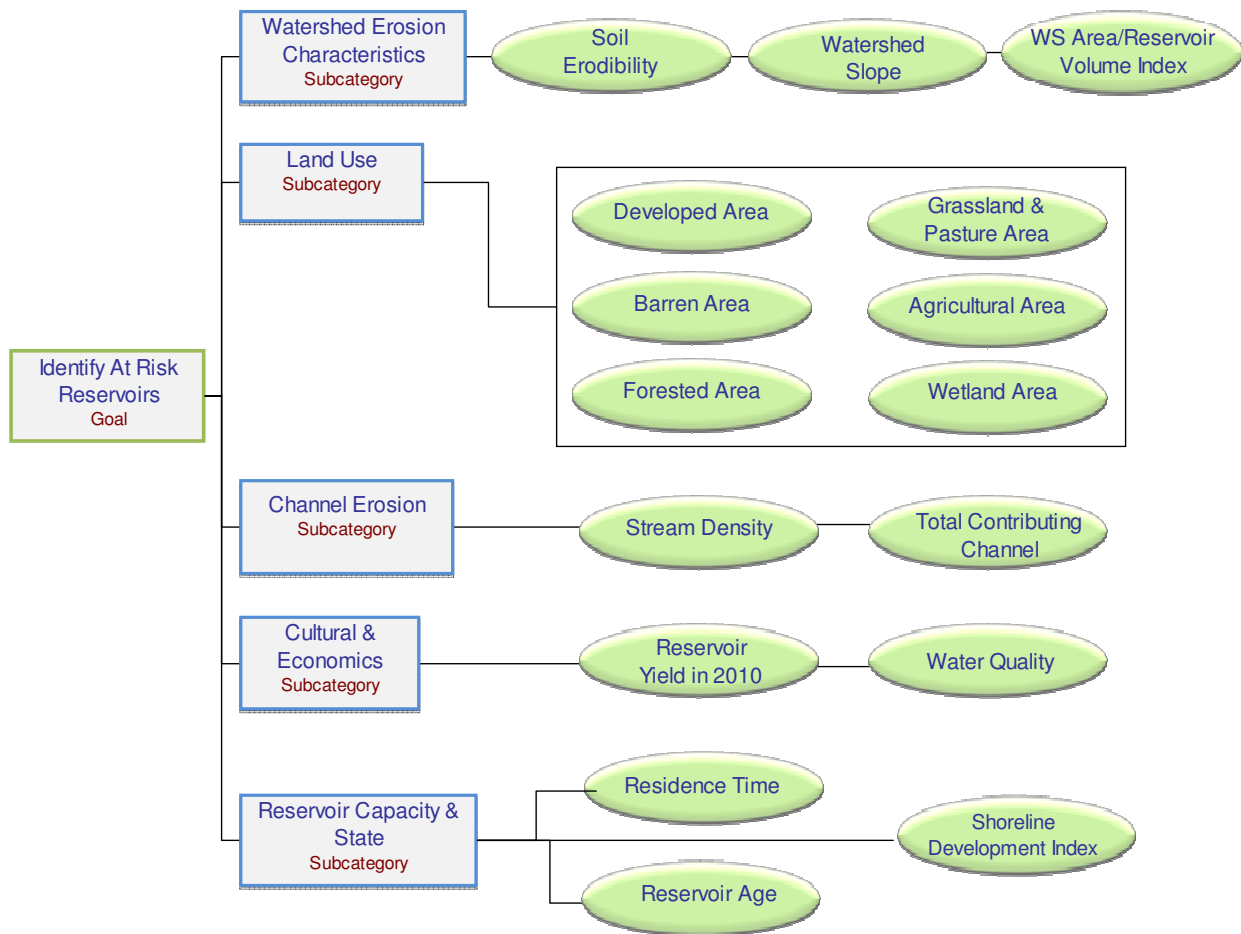 Watershed Erosion
Characteristics
Subcategory
Soil
Erodibility
Watershed
Slope
WS Area/Reservoir
Volume Index
Land Use
Subcategory
Developed Area
Grassland &
Pasture Area
Barren Area
Agricultural Area
Forested Area
Wetland Area
Identify At Risk
Reservoirs
Goal
Channel Erosion
Subcategory
Stream Density
Total Contributing
Channel
Cultural &
Economics
Subcategory
Reservoir
Yield in 2010
Water Quality
Reservoir Capacity &
State
Subcategory
Residence Time
Shoreline
Development Index
Reservoir Age